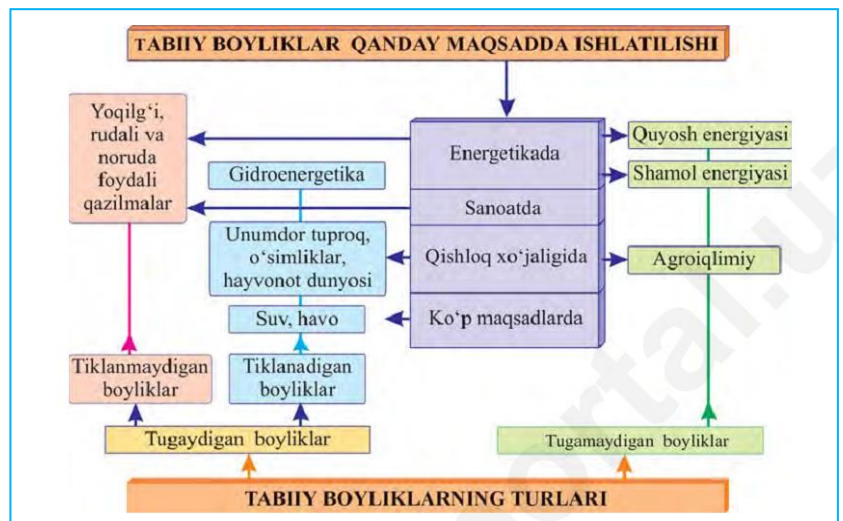 TABIIY BOYLIKLAR QANDAY MAQSADDA ISHLATILISHI
Yoqilg‘i,
rudali va
noruda
foydali
qazilmalar
Gidroenergetika
Unumdor tuproq,
o‘simliklar,
hayvonot dunyosi
Suv, havo
Energetikada
Sanoatda
Qishloq xo‘jaligida
Ko‘p maqsadlarda
Quyosh energiyasi
Shamol energiyasi
Agroiqlimiy
Tiklanmaydigan
boyliklar
Tiklanadigan
boyliklar
Tugaydigan boyliklar
Tugamaydigan boyliklar
TABIIY BOYLIKLARNING TURLARI
ortal.uz